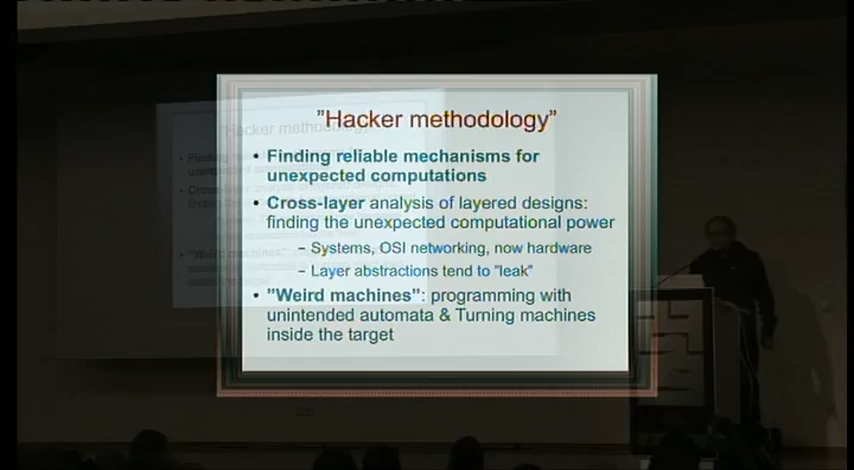 "Hacker methodology"
• Finding reliable mechanisms for
unexpected computations
• Cross-layer analysis of layered designs:
finding the unexpected computational power
– Systems, OSI networking, now hardware
– Layer abstractions tend to "leak"
• "Weird machines": programming with
unintended automata & Turning machines
inside the target